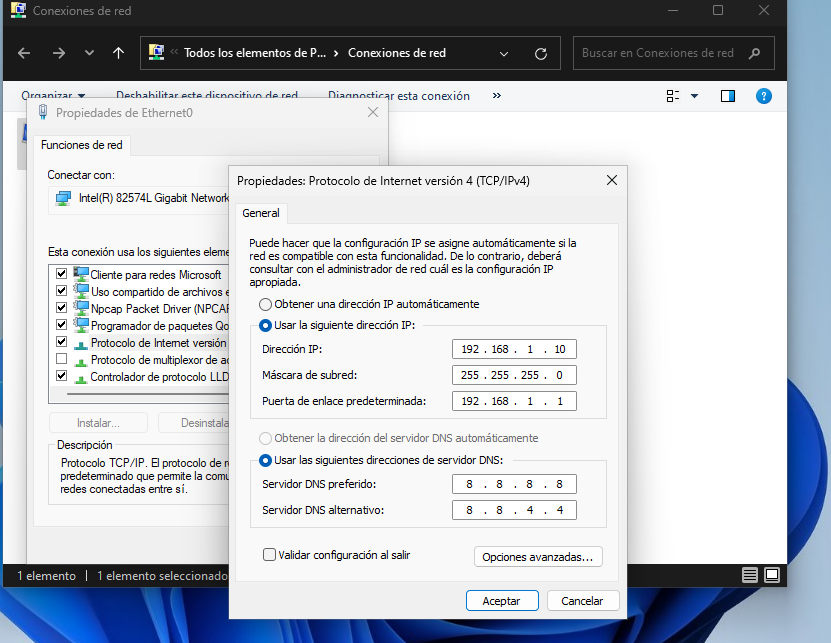 Conexiones de red
Todos los elementos de P... > Conexiones de red
Buscar en Conexiones de red
Organizar
Deshabilitar este dispositivo de red
Diagnosticar esta conexión
»
?
Propiedades de Ethernet0
Funciones de red
Conectar con:
Intel(R) 82574L Gigabit Network
Esta conexión usa los siguientes
Cliente para redes Microsoft
Uso compartido de archivos
Npcap Packet Driver (NPCAP
Programador de paquetes Qo
Protocolo de Internet versión
Protocolo de multiplexor de
Controlador de protocolo LLD
Instalar...
Desinstala
Descripción
Protocolo TCP/IP. El protocolo de
predeterminado que permite la
redes conectadas entre sí.
1 elemento
1 elemento seleccionado
Propiedades: Protocolo de Internet versión 4 (TCP/IPv4)
General
Puede hacer que la configuración IP se asigne automáticamente si la
red es compatible con esta funcionalidad. De lo contrario, deberá
consultar con el administrador de red cuál es la configuración IP
apropiada.
Obtener una dirección IP automáticamente
Usar la siguiente dirección IP:
Dirección IP: 192 . 168 . 1 . 10
Máscara de subred: 255 . 255 . 255 . 0
Puerta de enlace predeterminada: 192 . 168 . 1 . 1
Obtener la dirección del servidor DNS automáticamente
Usar las siguientes direcciones de servidor DNS:
Servidor DNS preferido: 8 . 8 . 8 . 8
Servidor DNS alternativo: 8 . 8 . 4 . 4
Validar configuración al salir
Opciones avanzadas...
Aceptar
Cancelar